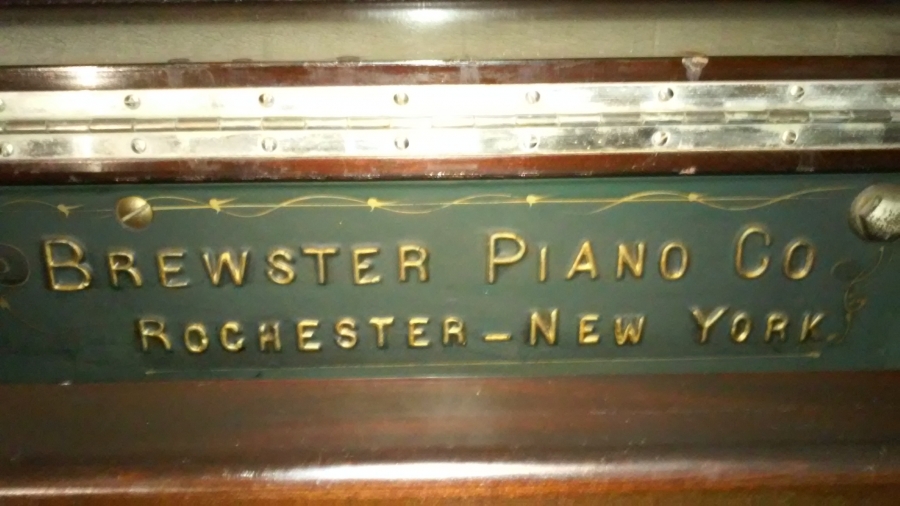 BREWSTER PIANO CO
ROCHESTER - NEW YORK